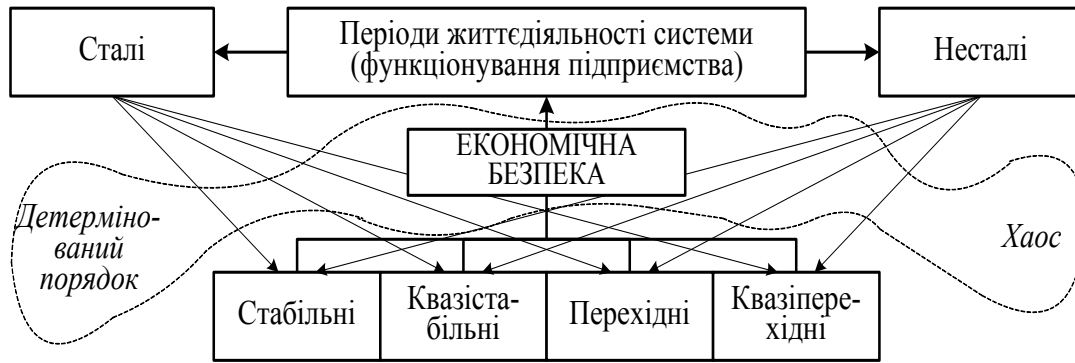 Сталі
Періоди життєдіяльності системи
(функціонування підприємства)
Несталі
ЕКОНОМІЧНА
БЕЗПЕКА
Детерміно-
ваний
порядок
Хаос
Стабільні
Квазіста-
більні
Перехідні
Квазіпере-
хідні